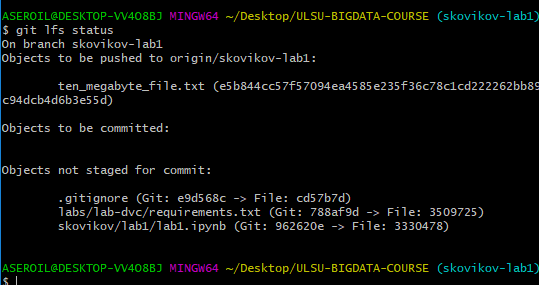 ASEROIL@DESKTOP-VV4O8BJ MINGW64 ~/Desktop/ULSU-BIGDATA-COURSE (skovikov-lab1)
$ git lfs status
On branch skovikov-lab1
Objects to be pushed to origin/skovikov-lab1:
ten_megabyte_file.txt (e5b844cc57f57094ea4585e235f36c78c1cd222262bb89
c94dcb4d6b3e55d)
Objects to be committed:
Objects not staged for commit:
.gitignore (Git: e9d568c -> File: cd57b7d)
labs/lab-dvc/requirements.txt (Git: 788af9d -> File: 3509725)
skovikov/lab1/lab1.ipynb (Git: 962620e -> File: 3330478)
ASEROIL@DESKTOP-VV4O8BJ MINGW64 ~/Desktop/ULSU-BIGDATA-COURSE (skovikov-lab1)
$